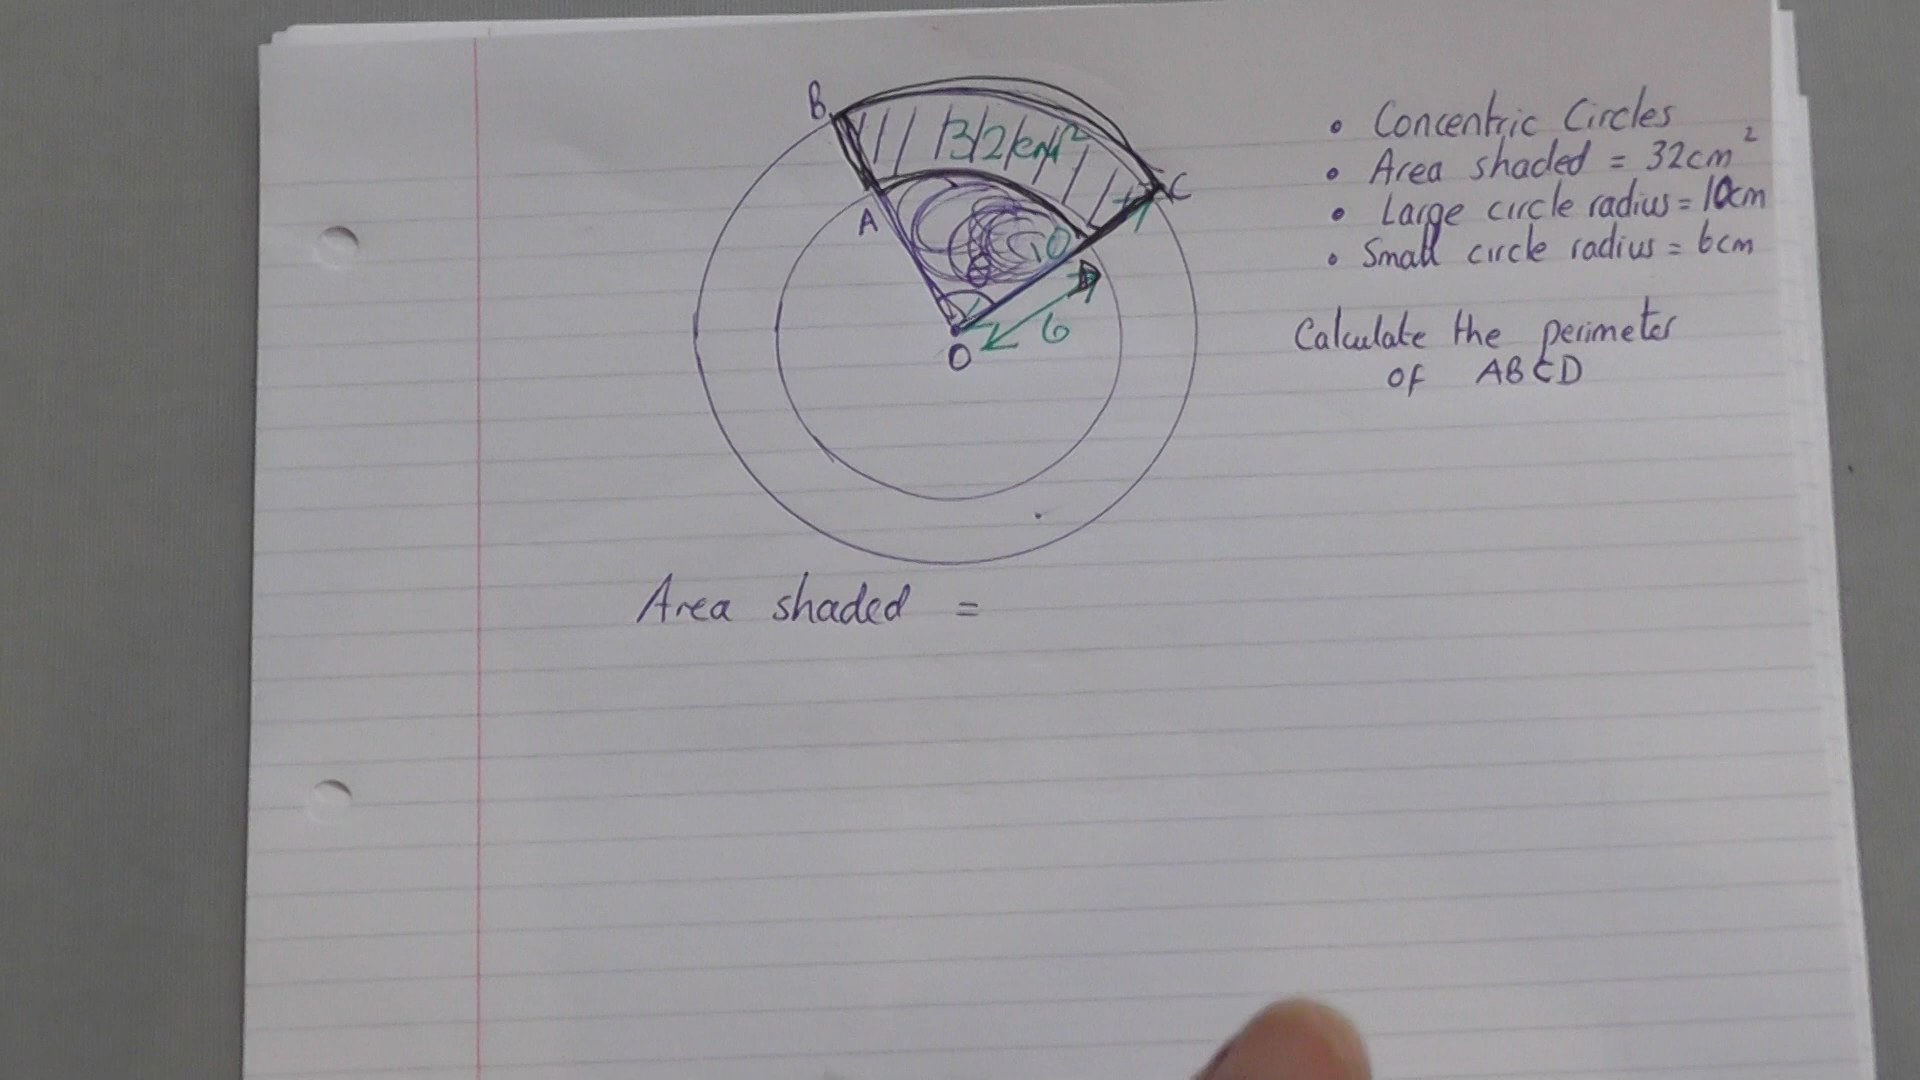 B
32cm²
C
A
10
θ
D
6
O
• Concentric Circles
• Area shaded = 32cm²
• Large circle radius = 10cm
• Small circle radius = 6cm
Calculate the perimeter
of ABCD
Area shaded =